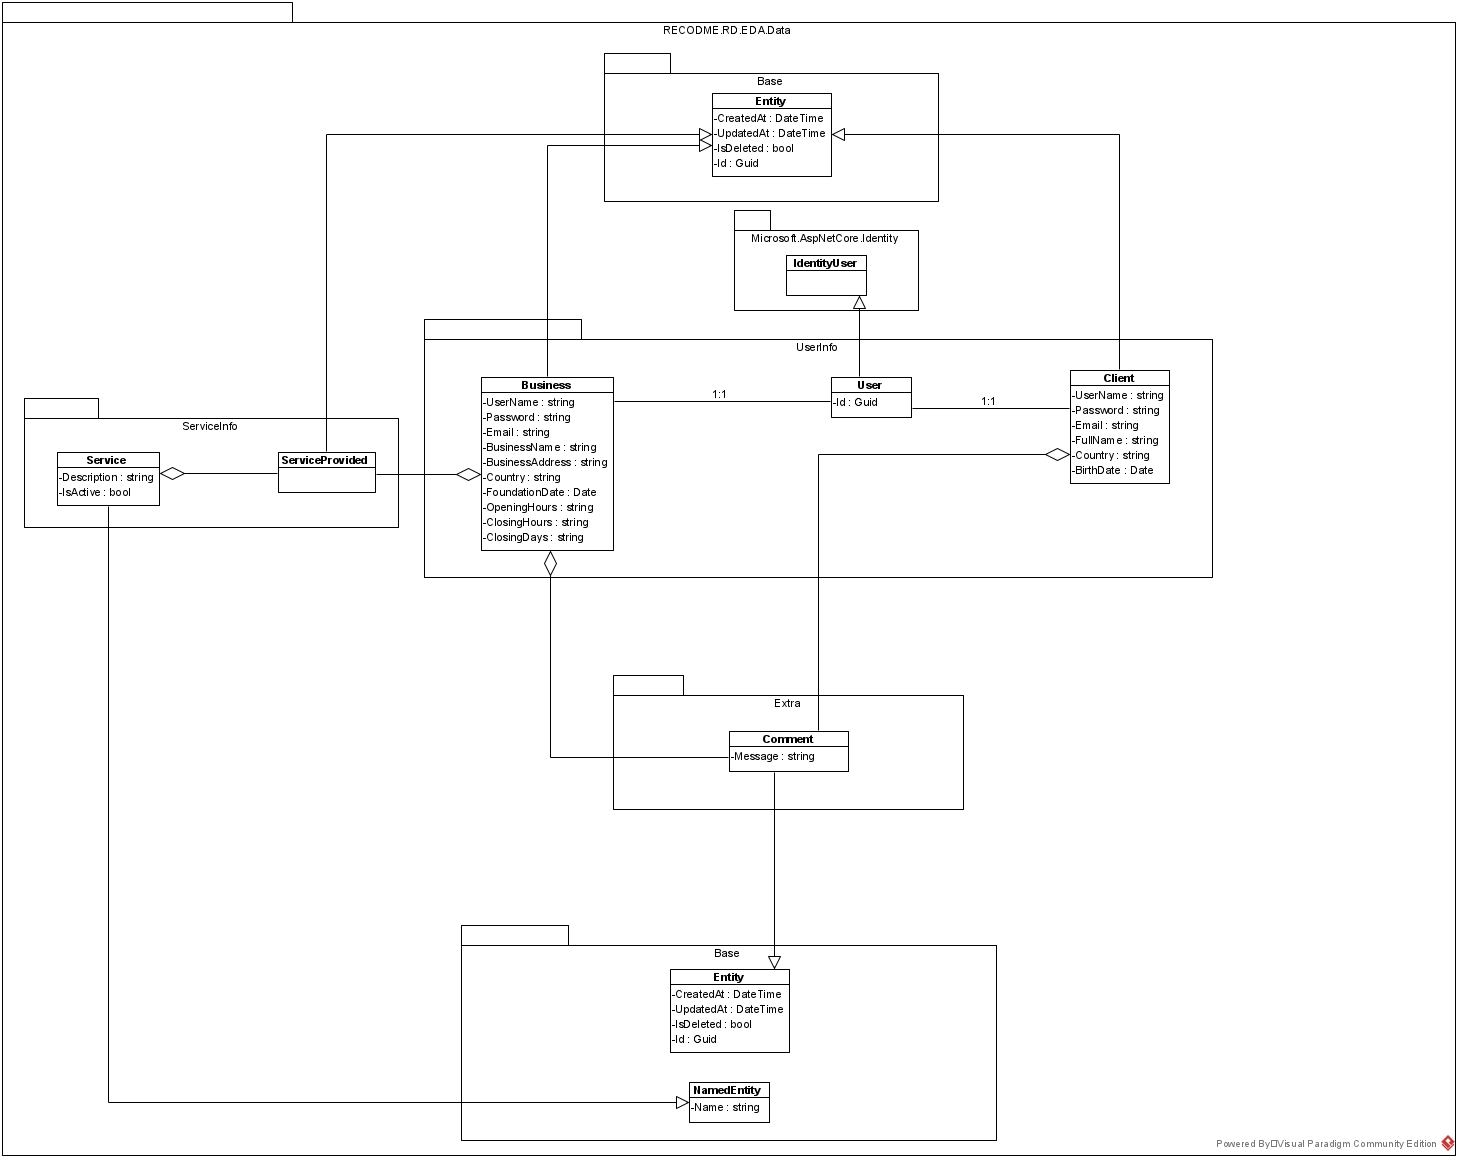 RECODME.RD.EDA.Data
Base
Entity
-CreatedAt : DateTime
-UpdatedAt : DateTime
-IsDeleted : bool
-Id : Guid
Microsoft.AspNetCore.Identity
IdentityUser
UserInfo
Business
-UserName : string
-Password : string
-Email : string
-BusinessName : string
-BusinessAddress : string
-Country : string
-FoundationDate : Date
-OpeningHours : string
-ClosingHours : string
-ClosingDays : string
1:1
User
-Id : Guid
1:1
Client
-UserName : string
-Password : string
-Email : string
-FullName : string
-Country : string
-BirthDate : Date
ServiceInfo
Service
-Description : string
-IsActive : bool
ServiceProvided
Extra
Comment
-Message : string
Base
Entity
-CreatedAt : DateTime
-UpdatedAt : DateTime
-IsDeleted : bool
-Id : Guid
NamedEntity
-Name : string
Powered By□Visual Paradigm Community Edition